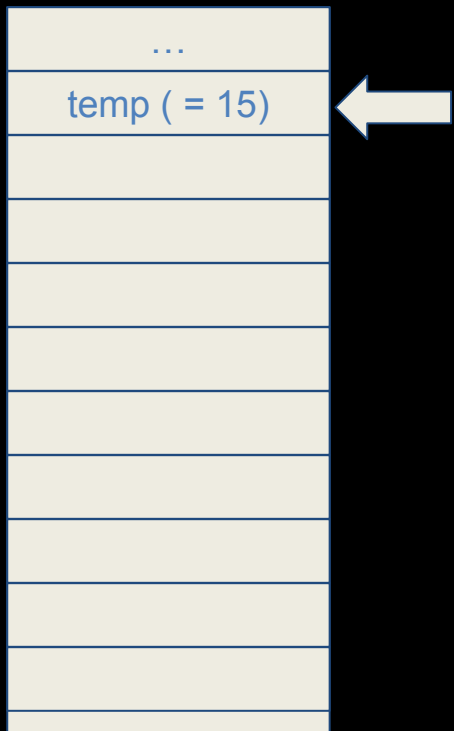 ...
temp ( = 15)